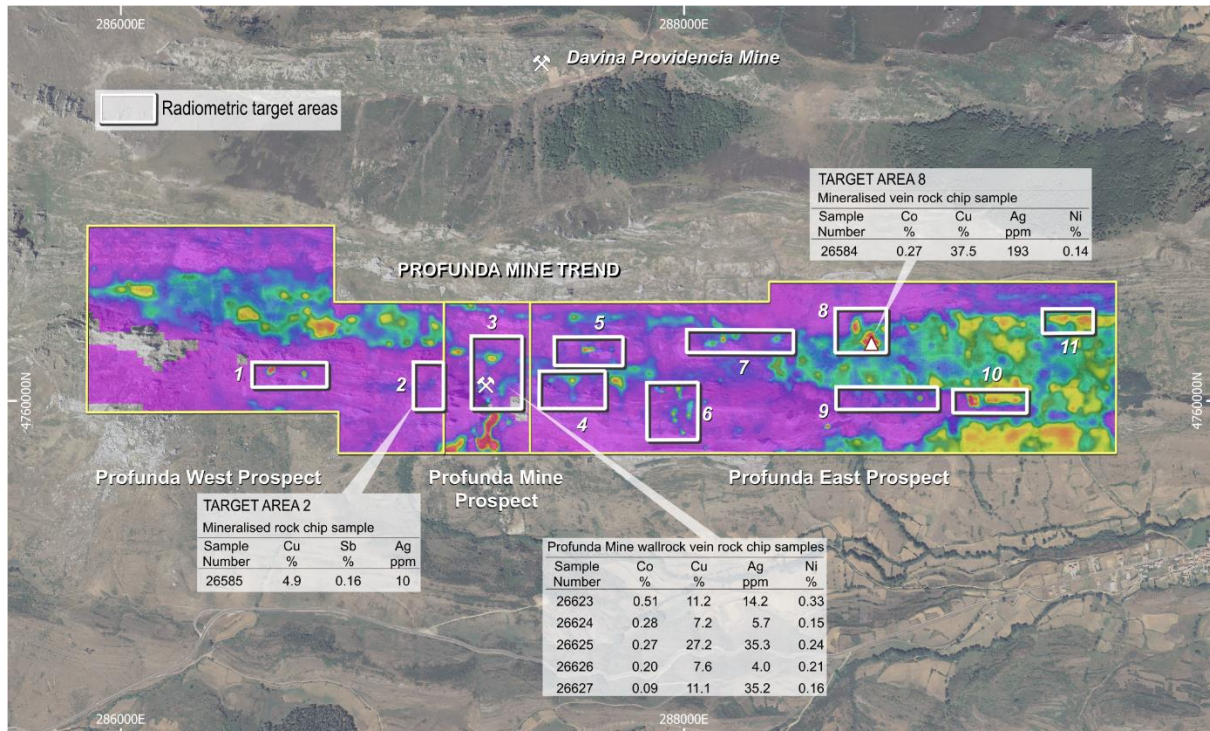 286000E
288000E
Davina Providencia Mine
Radiometric target areas
TARGET AREA 8
Mineralised vein rock chip sample
Sample Number Co % Cu % Ag ppm Ni %
26584 0.27 37.5 193 0.14
PROFUNDA MINE TREND
1
2
3
4
5
6
7
8
9
10
11
4760000N
4760000N
Profunda West Prospect
Profunda Mine
Prospect
Profunda East Prospect
TARGET AREA 2
Mineralised rock chip sample
Sample Number Cu % Sb % Ag ppm
26585 4.9 0.16 10
Profunda Mine wallrock vein rock chip samples
Sample Number Co % Cu % Ag ppm Ni %
26623 0.51 11.2 14.2 0.33
26624 0.28 7.2 5.7 0.15
26625 0.27 27.2 35.3 0.24
26626 0.20 7.6 4.0 0.21
26627 0.09 11.1 35.2 0.16
286000E
288000E